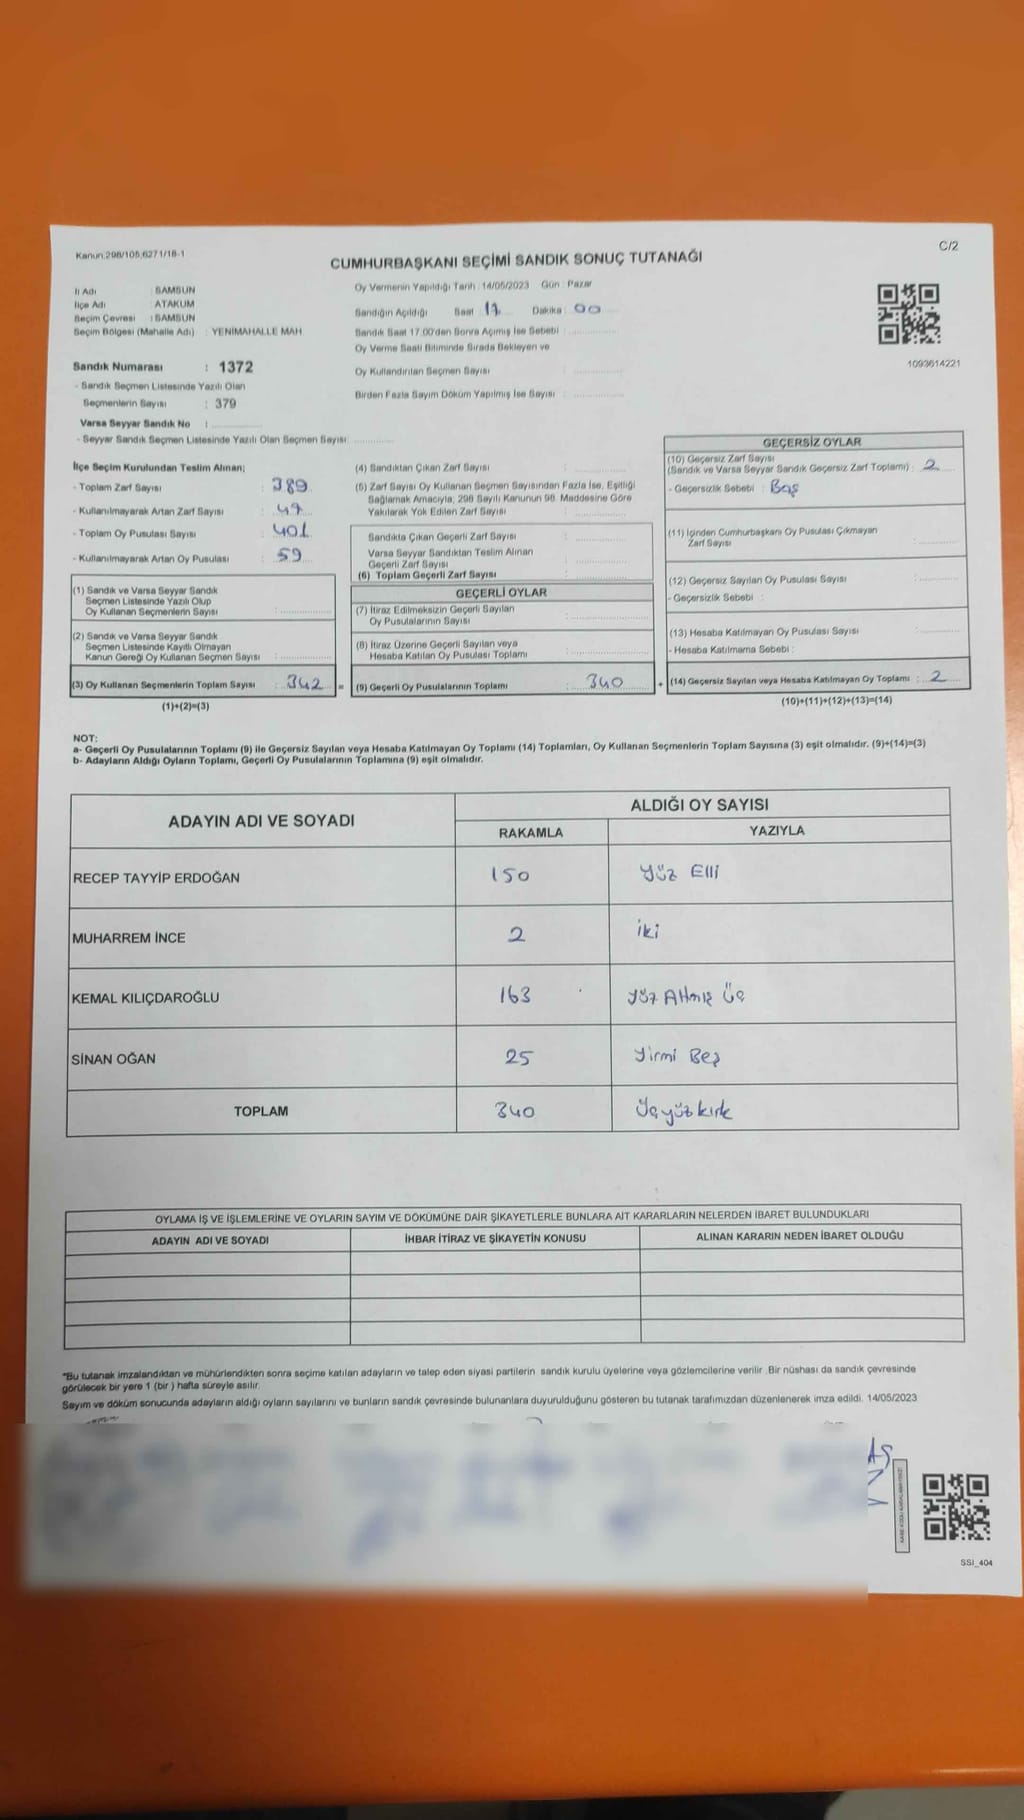 Kanun:298/105,6271/18-1
C/2
CUMHURBAŞKANI SEÇİMİ SANDIK SONUÇ TUTANAĞI
İl Adı : SAMSUN
İlçe Adı : ATAKUM
Seçim Çevresi : SAMSUN
Seçim Bölgesi (Mahalle Adı) : YENİMAHALLE MAH
Oy Vermenin Yapıldığı Tarih : 14/05/2023 Gün : Pazar
Sandığın Açıldığı Saat 17 Dakika : 00
Sandık Saat 17.00'den Sonra Açımış İse Sebebi :
Oy Verme Saati Bitiminde Sırada Bekleyen ve
Oy Kullandırılan Seçmen Sayısı :
Birden Fazla Sayım Döküm Yapılmış İse Sayısı :
1093614221
Sandık Numarası : 1372
- Sandık Seçmen Listesinde Yazılı Olan
Seçmenlerin Sayısı : 379
Varsa Seyyar Sandık No :
- Seyyar Sandık Seçmen Listesinde Yazılı Olan Seçmen Sayısı
İlçe Seçim Kurulundan Teslim Alınan;
- Toplam Zarf Sayısı : 389
- Kullanılmayarak Artan Zarf Sayısı : 47
- Toplam Oy Pusulası Sayısı : 401
- Kullanılmayarak Artan Oy Pusulası : 59
(1) Sandık ve Varsa Seyyar Sandık
Seçmen Listesinde Yazılı Olup
Oy Kullanan Seçmenlerin Sayısı :
(2) Sandık ve Varsa Seyyar Sandık
Seçmen Listesinde Kayıtlı Olmayan
Kanun Gereği Oy Kullanan Seçmen Sayısı :
(3) Oy Kullanan Seçmenlerin Toplam Sayısı : 342 =
(1)+(2)=(3)
(4) Sandıktan Çıkan Zarf Sayısı :
(5) Zarf Sayısı Oy Kullanan Seçmen Sayısından Fazla İse, Eşitliği
Sağlamak Amacıyla; 298 Sayılı Kanunun 98. Maddesine Göre
Yakılarak Yok Edilen Zarf Sayısı :
Sandıkta Çıkan Geçerli Zarf Sayısı :
Varsa Seyyar Sandıktan Teslim Alınan
Geçerli Zarf Sayısı :
(6) Toplam Geçerli Zarf Sayısı :
GEÇERLİ OYLAR
(7) İtiraz Edilmeksizin Geçerli Sayılan
Oy Pusulalarının Sayısı :
(8) İtiraz Üzerine Geçerli Sayılan veya
Hesaba Katılan Oy Pusulası Toplamı :
(9) Geçerli Oy Pusulalarının Toplamı : 340 +
GEÇERSİZ OYLAR
(10) Geçersiz Zarf Sayısı
(Sandık ve Varsa Seyyar Sandık Geçersiz Zarf Toplamı) : 2
- Geçersizlik Sebebi : Boş
(11) İçinden Cumhurbaşkanı Oy Pusulası Çıkmayan
Zarf Sayısı :
(12) Geçersiz Sayılan Oy Pusulası Sayısı :
- Geçersizlik Sebebi :
(13) Hesaba Katılmayan Oy Pusulası Sayısı :
- Hesaba Katılmama Sebebi :
(14) Geçersiz Sayılan veya Hesaba Katılmayan Oy Toplamı : 2
(10)+(11)+(12)+(13)=(14)
NOT:
a- Geçerli Oy Pusulalarının Toplamı (9) ile Geçersiz Sayılan veya Hesaba Katılmayan Oy Toplamı (14) Toplamları, Oy Kullanan Seçmenlerin Toplam Sayısına (3) eşit olmalıdır. (9)+(14)=(3)
b- Adayların Aldığı Oyların Toplamı, Geçerli Oy Pusulalarının Toplamına (9) eşit olmalıdır.
ADAYIN ADI VE SOYADI
ALDIĞI OY SAYISI
RAKAMLA YAZIYLA
RECEP TAYYİP ERDOĞAN 150 Yüz Elli
MUHARREM İNCE 2 İki
KEMAL KILIÇDAROĞLU 163 Yüz Altmış Üç
SİNAN OĞAN 25 Yirmi Beş
TOPLAM 340 Üçyüzkırk
OYLAMA İŞ VE İŞLEMLERİNE VE OYLARIN SAYIM VE DÖKÜMÜNE DAİR ŞİKAYETLERLE BUNLARA AİT KARARLARIN NELERDEN İBARET BULUNDUKLARI
ADAYIN ADI VE SOYADI İHBAR İTİRAZ VE ŞİKAYETİN KONUSU ALINAN KARARIN NEDEN İBARET OLDUĞU
*Bu tutanak imzalandıktan ve mühürlendikten sonra seçime katılan adayların ve talep eden siyasi partilerin sandık kurulu üyelerine veya gözlemcilerine verilir. Bir nüshası da sandık çevresinde
görülecek bir yere 1 (bir ) hafta süreyle asılır.
Sayım ve döküm sonucunda adayların aldığı oyların sayılarını ve bunların sandık çevresinde bulunanlara duyurulduğunu gösteren bu tutanak tarafımızdan düzenlenerek imza edildi. 14/05/2023
SSİ_404